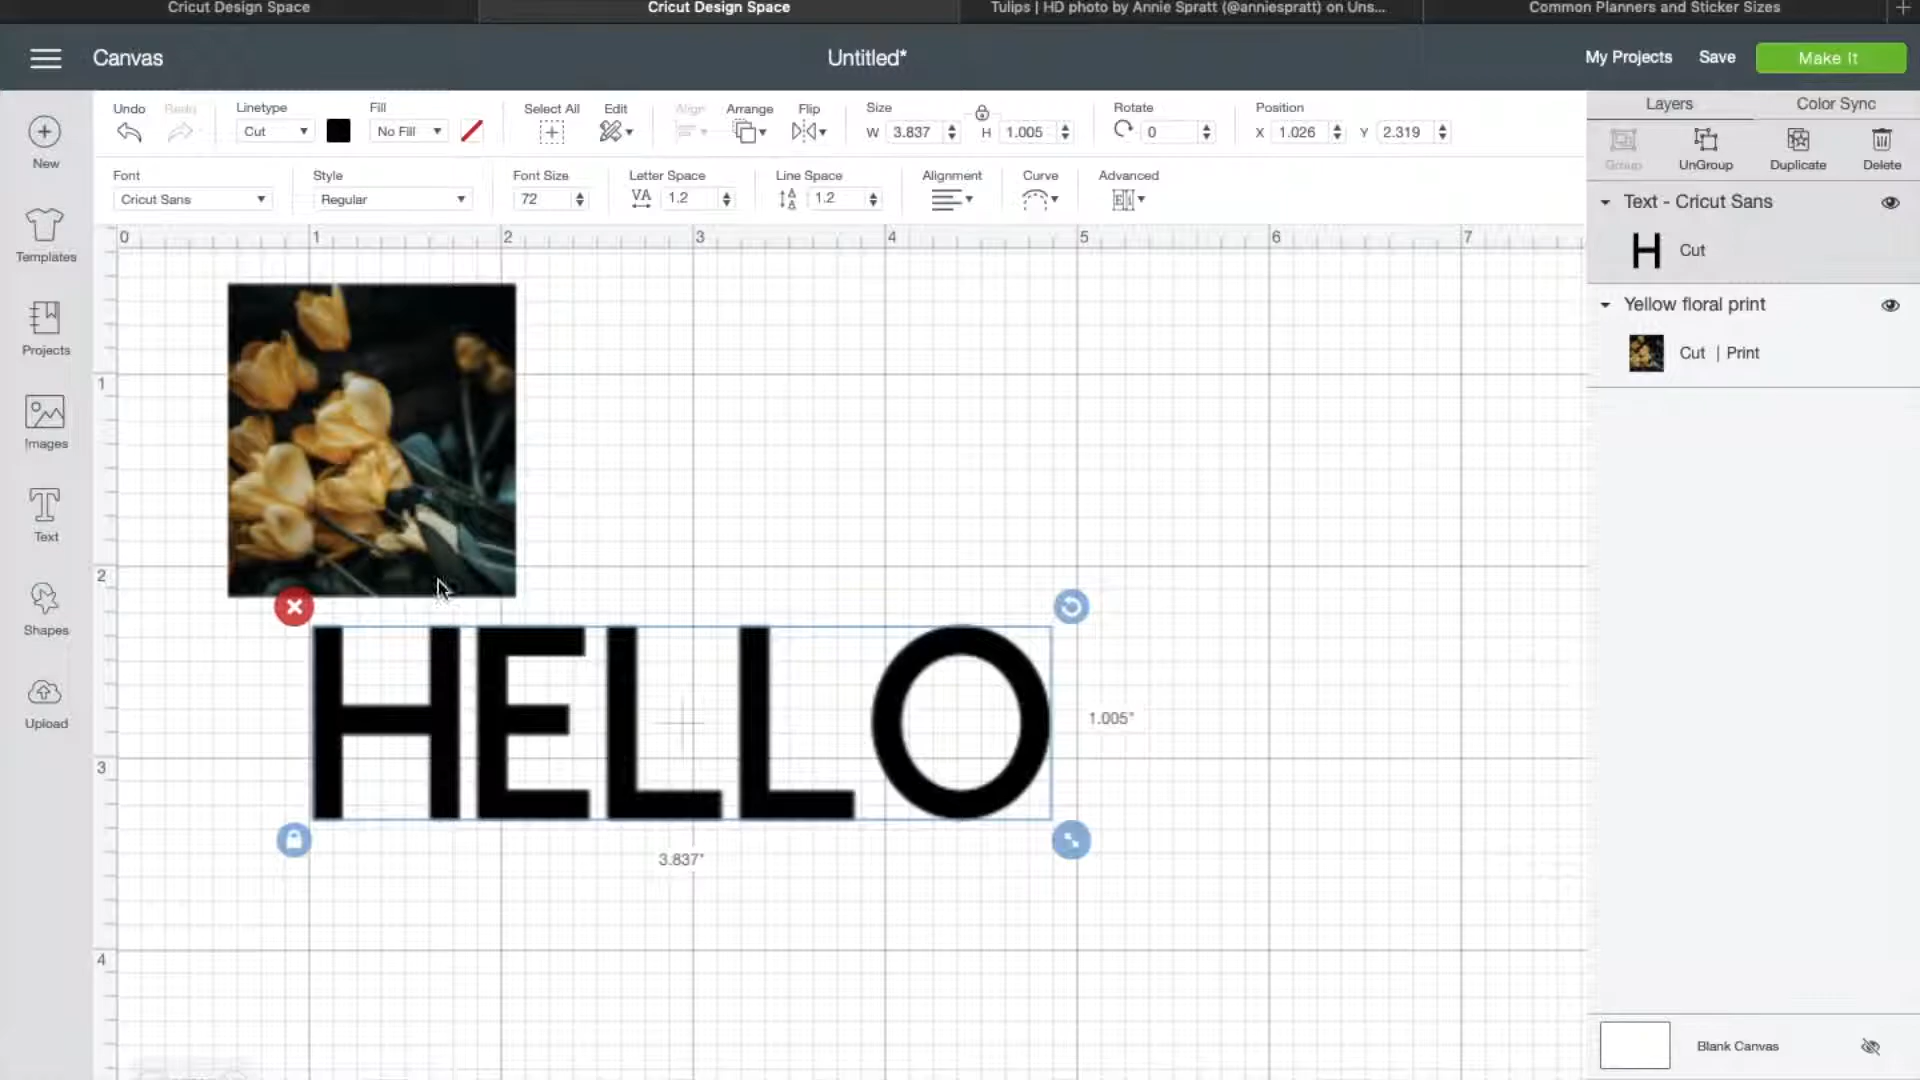 Cricut Design Space
Cricut Design Space
Tulips | HD photo by Annie Spratt (@anniespratt) on Uns...
Common Planners and Sticker Sizes
Canvas
Untitled*
My Projects
Save
Make It
Undo
Redo
Linetype
Cut
Fill
No Fill
Select All
Edit
Align
Arrange
Flip
Size
W 3.837
H 1.005
Rotate
0
Position
X 1.026
Y 2.319
Font
Cricut Sans
Style
Regular
Font Size
72
Letter Space
VA 1.2
Line Space
1.2
Alignment
Curve
Advanced
New
Templates
Projects
Images
Text
Shapes
Upload
0 1 2 3 4 5 6 7
1
2
3
4
HELLO
1.005"
3.837"
Layers
Color Sync
Group
UnGroup
Duplicate
Delete
Text - Cricut Sans
H Cut
Yellow floral print
Cut | Print
Blank Canvas